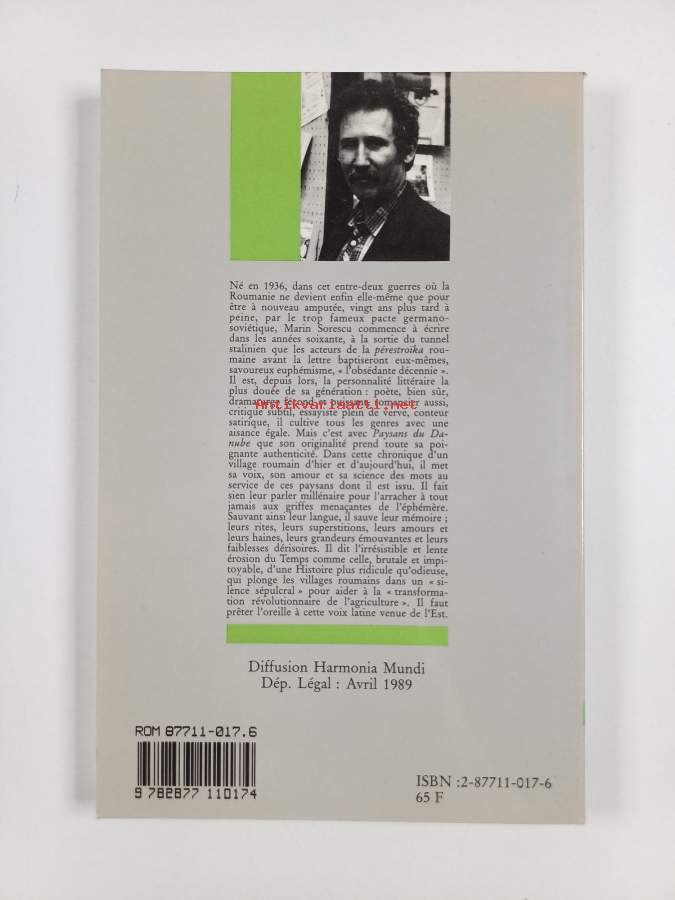 Né en 1936, dans cet entre-deux guerres où la
Roumanie ne devient enfin elle-même que pour
être à nouveau amputée, vingt ans plus tard à
peine, par le trop fameux pacte germano-
soviétique, Marin Sorescu commence à écrire
dans les années soixante, à la sortie du tunnel
stalinien que les acteurs de la pérestroïka rou-
maine avant la lettre baptiseront eux-mêmes,
savoureux euphémisme, « l'obsédante décennie ».
Il est, depuis lors, la personnalité littéraire la
plus douée de sa génération : poète, bien sûr,
dramaturge fécond et puissant, romancier aussi,
antikvariaatti.net
critique subtil, essayiste plein de verve, conteur
satirique, il cultive tous les genres avec une
aisance égale. Mais c'est avec Paysans du Da-
nube que son originalité prend toute sa poi-
gnante authenticité. Dans cette chronique d'un
village roumain d'hier et d'aujourd'hui, il met
sa voix, son amour et sa science des mots au
service de ces paysans dont il est issu. Il fait
sien leur parler millénaire pour l'arracher à tout
jamais aux griffes menaçantes de l'éphémère.
Sauvant ainsi leur langue, il sauve leur mémoire ;
leurs rites, leurs superstitions, leurs amours et
leurs haines, leurs grandeurs émouvantes et leurs
faiblesses dérisoires. Il dit l'irrésistible et lente
érosion du Temps comme celle, brutale et impi-
toyable, d'une Histoire plus ridicule qu'odieuse,
qui plonge les villages roumains dans un « si-
lence sépulcral » pour aider à la « transforma-
tion révolutionnaire de l'agriculture ». Il faut
prêter l'oreille à cette voix latine venue de l'Est.
Diffusion Harmonia Mundi
Dép. Légal : Avril 1989
ROM 87711-017.6
9 782877 110174
ISBN :2-87711-017-6
65 F